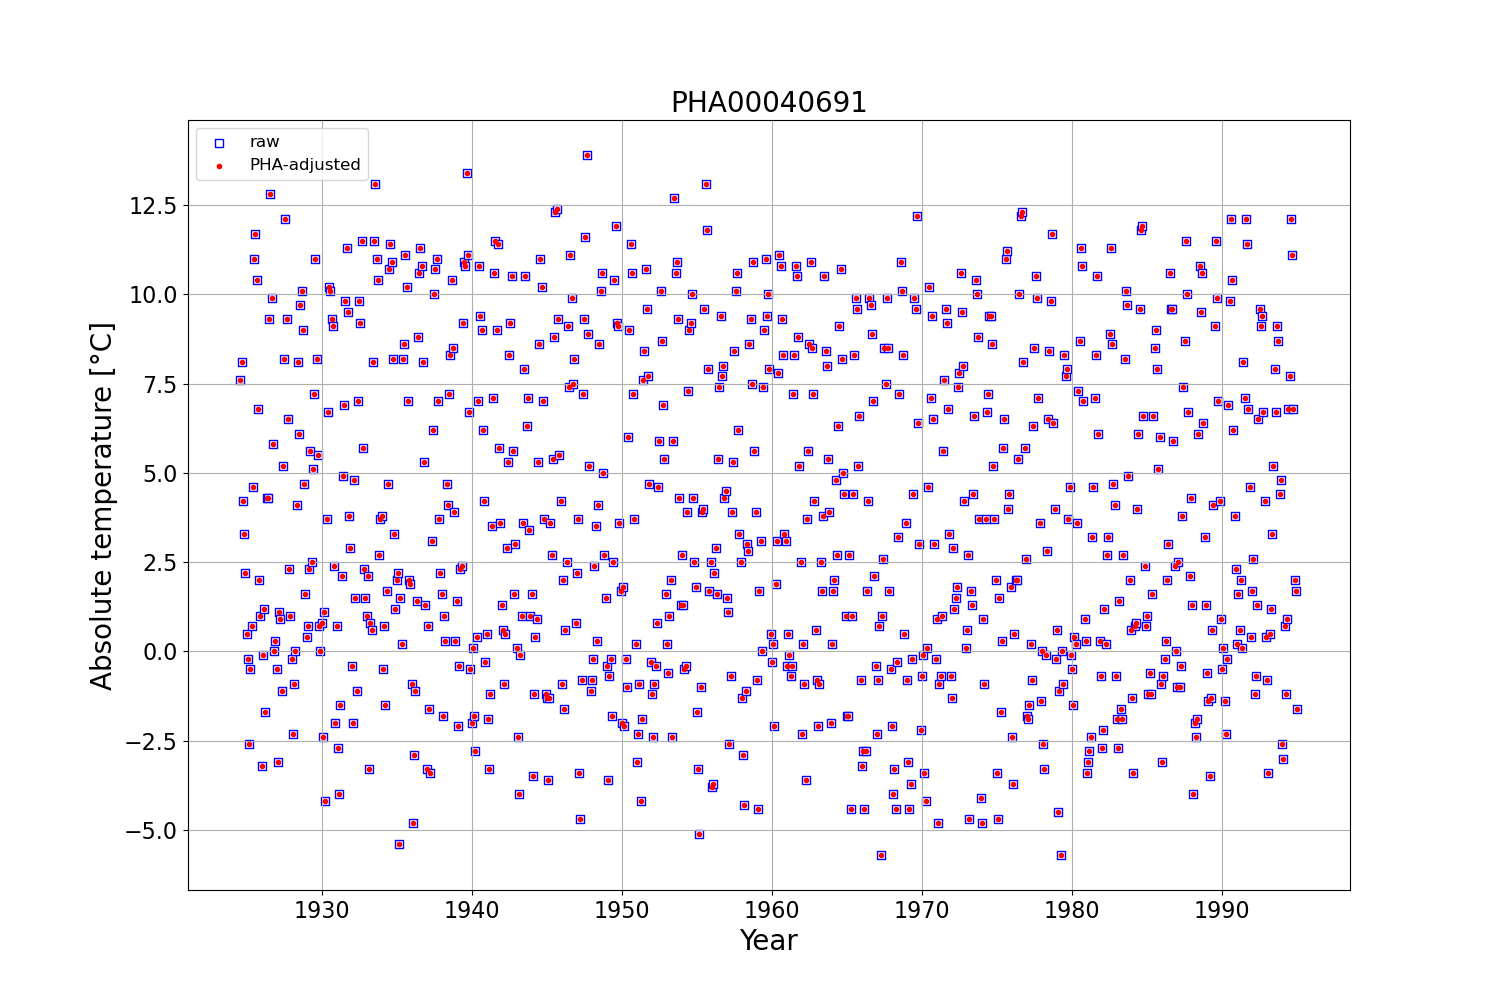 PHA00040691
raw
PHA-adjusted
12.5
10.0
7.5
5.0
2.5
0.0
−2.5
−5.0
Absolute temperature [°C]
1930 1940 1950 1960 1970 1980 1990
Year